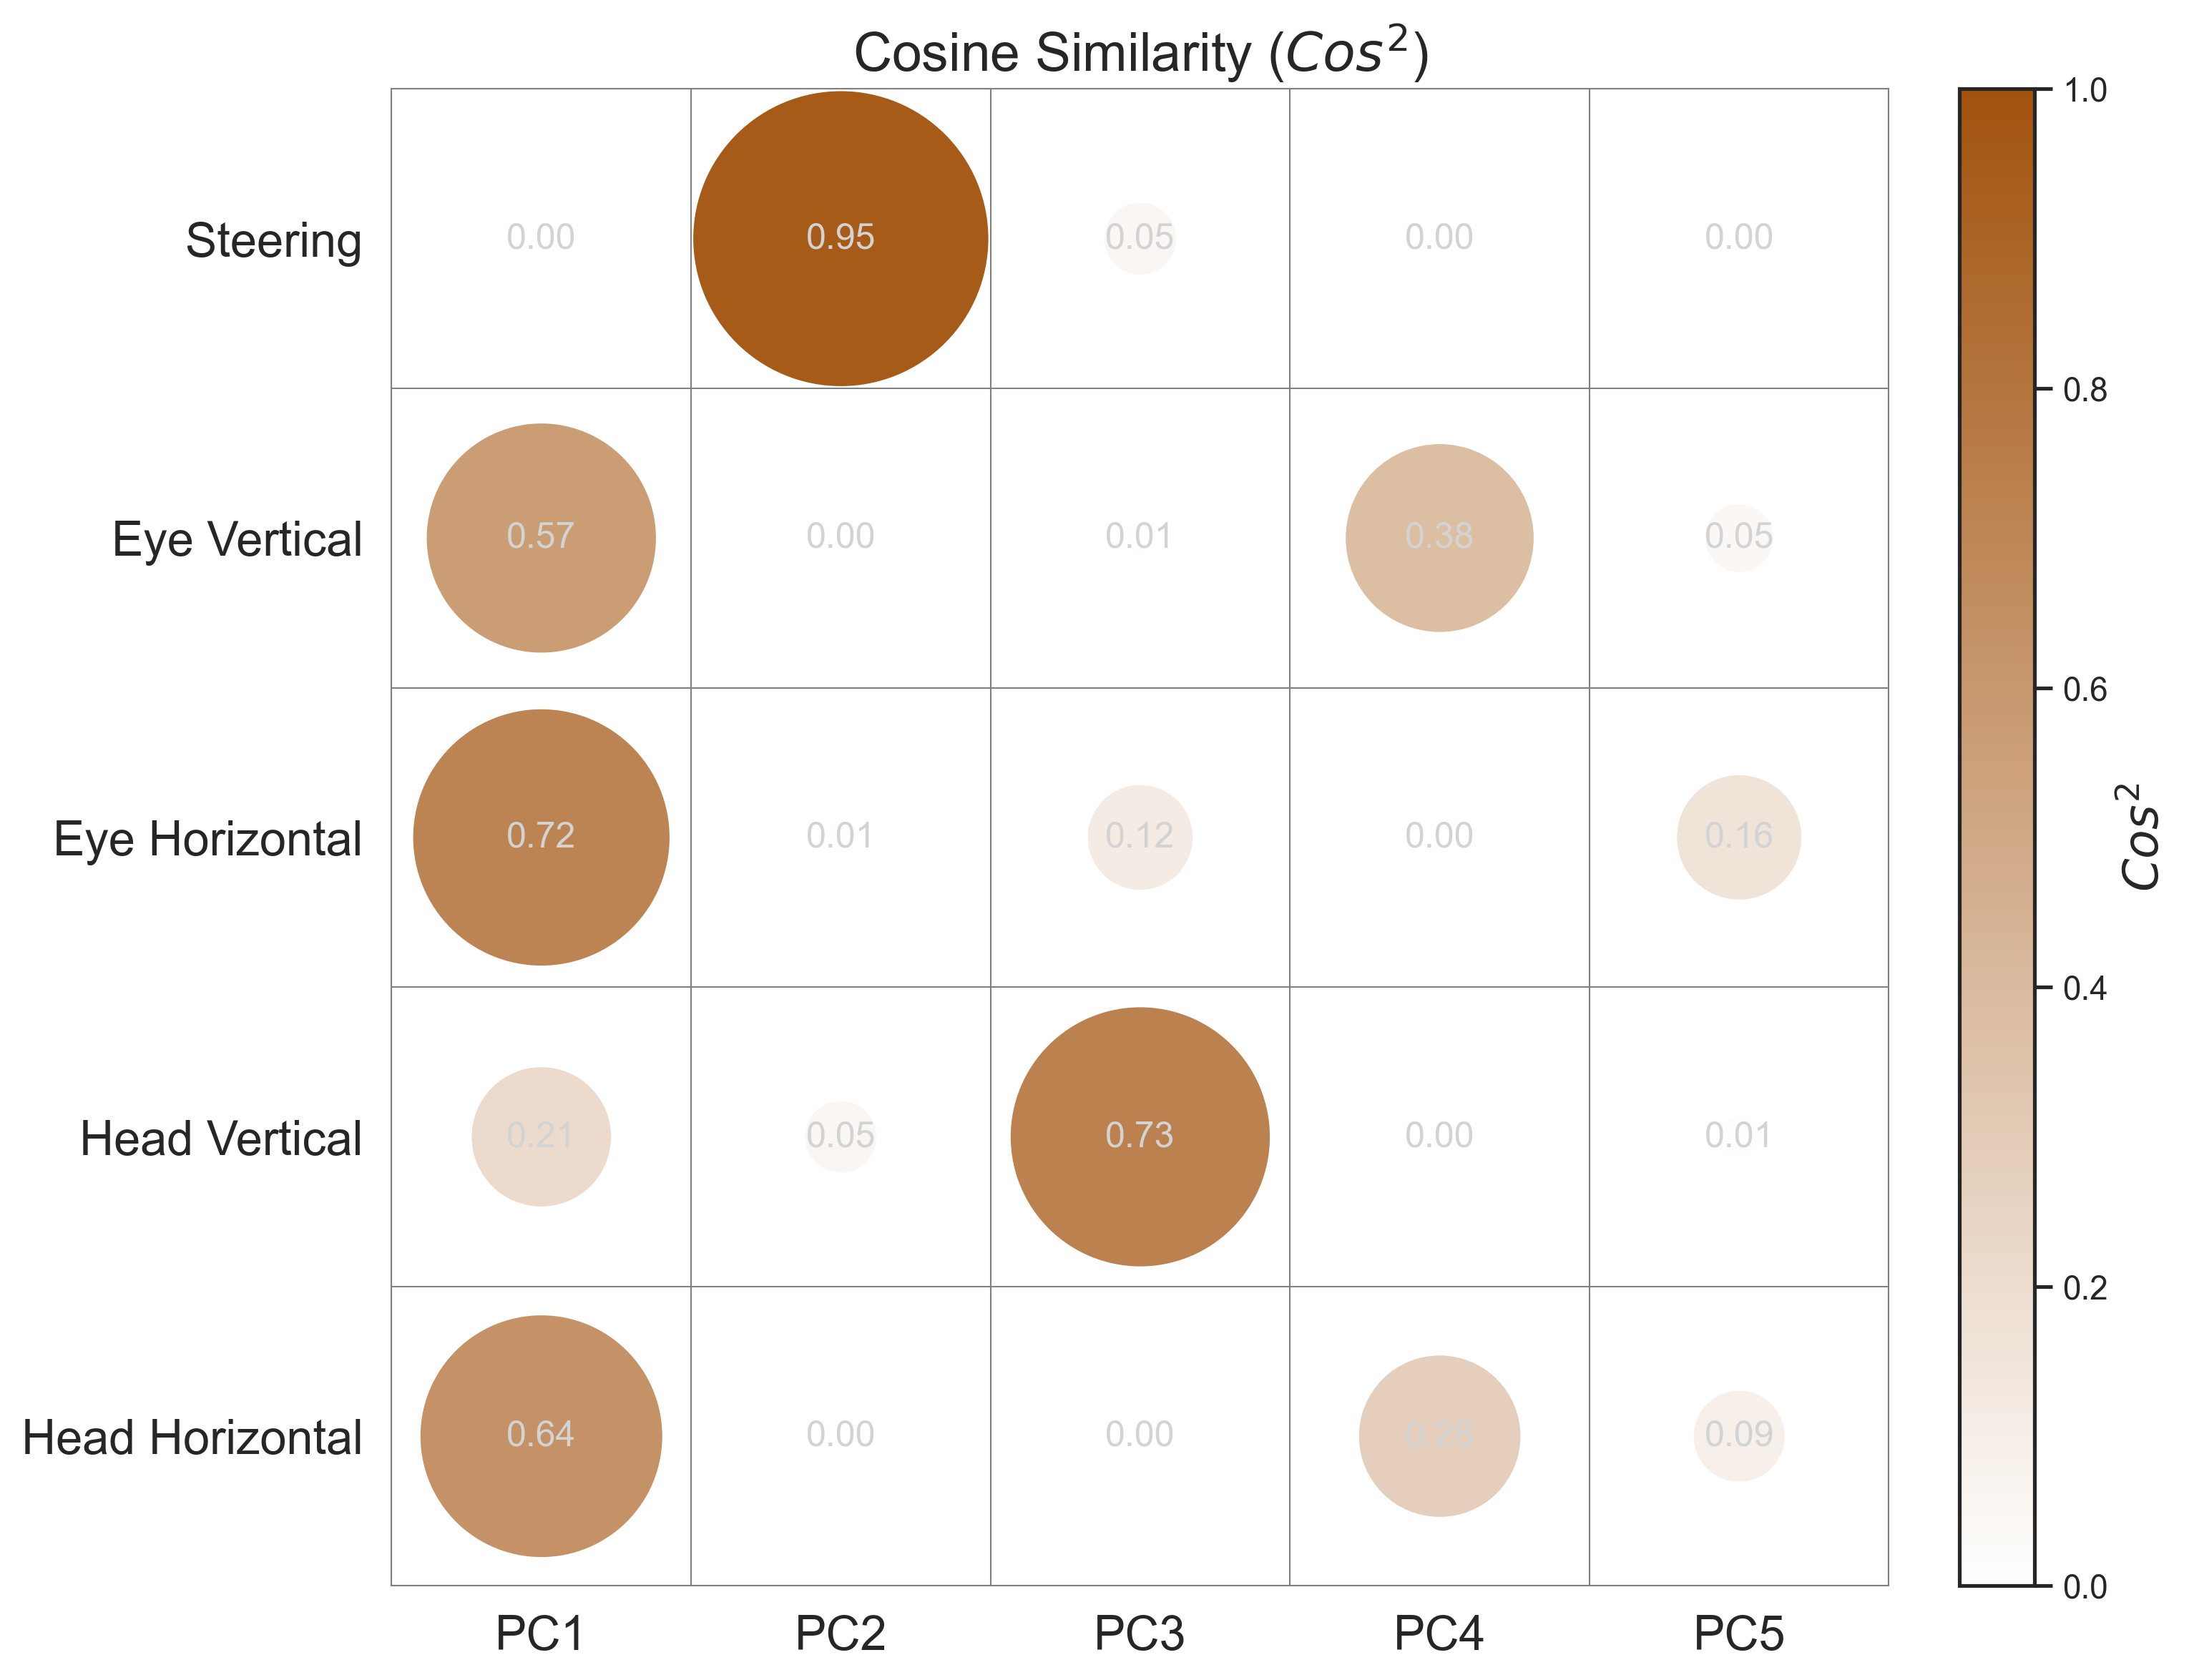 Cosine Similarity (Cos²)
Steering 0.00 0.95 0.05 0.00 0.00
Eye Vertical 0.57 0.00 0.01 0.38 0.05
Eye Horizontal 0.72 0.01 0.12 0.00 0.16
Head Vertical 0.21 0.05 0.73 0.00 0.01
Head Horizontal 0.64 0.00 0.00 0.28 0.09
PC1 PC2 PC3 PC4 PC5
1.0
0.8
0.6
0.4
0.2
0.0
Cos²